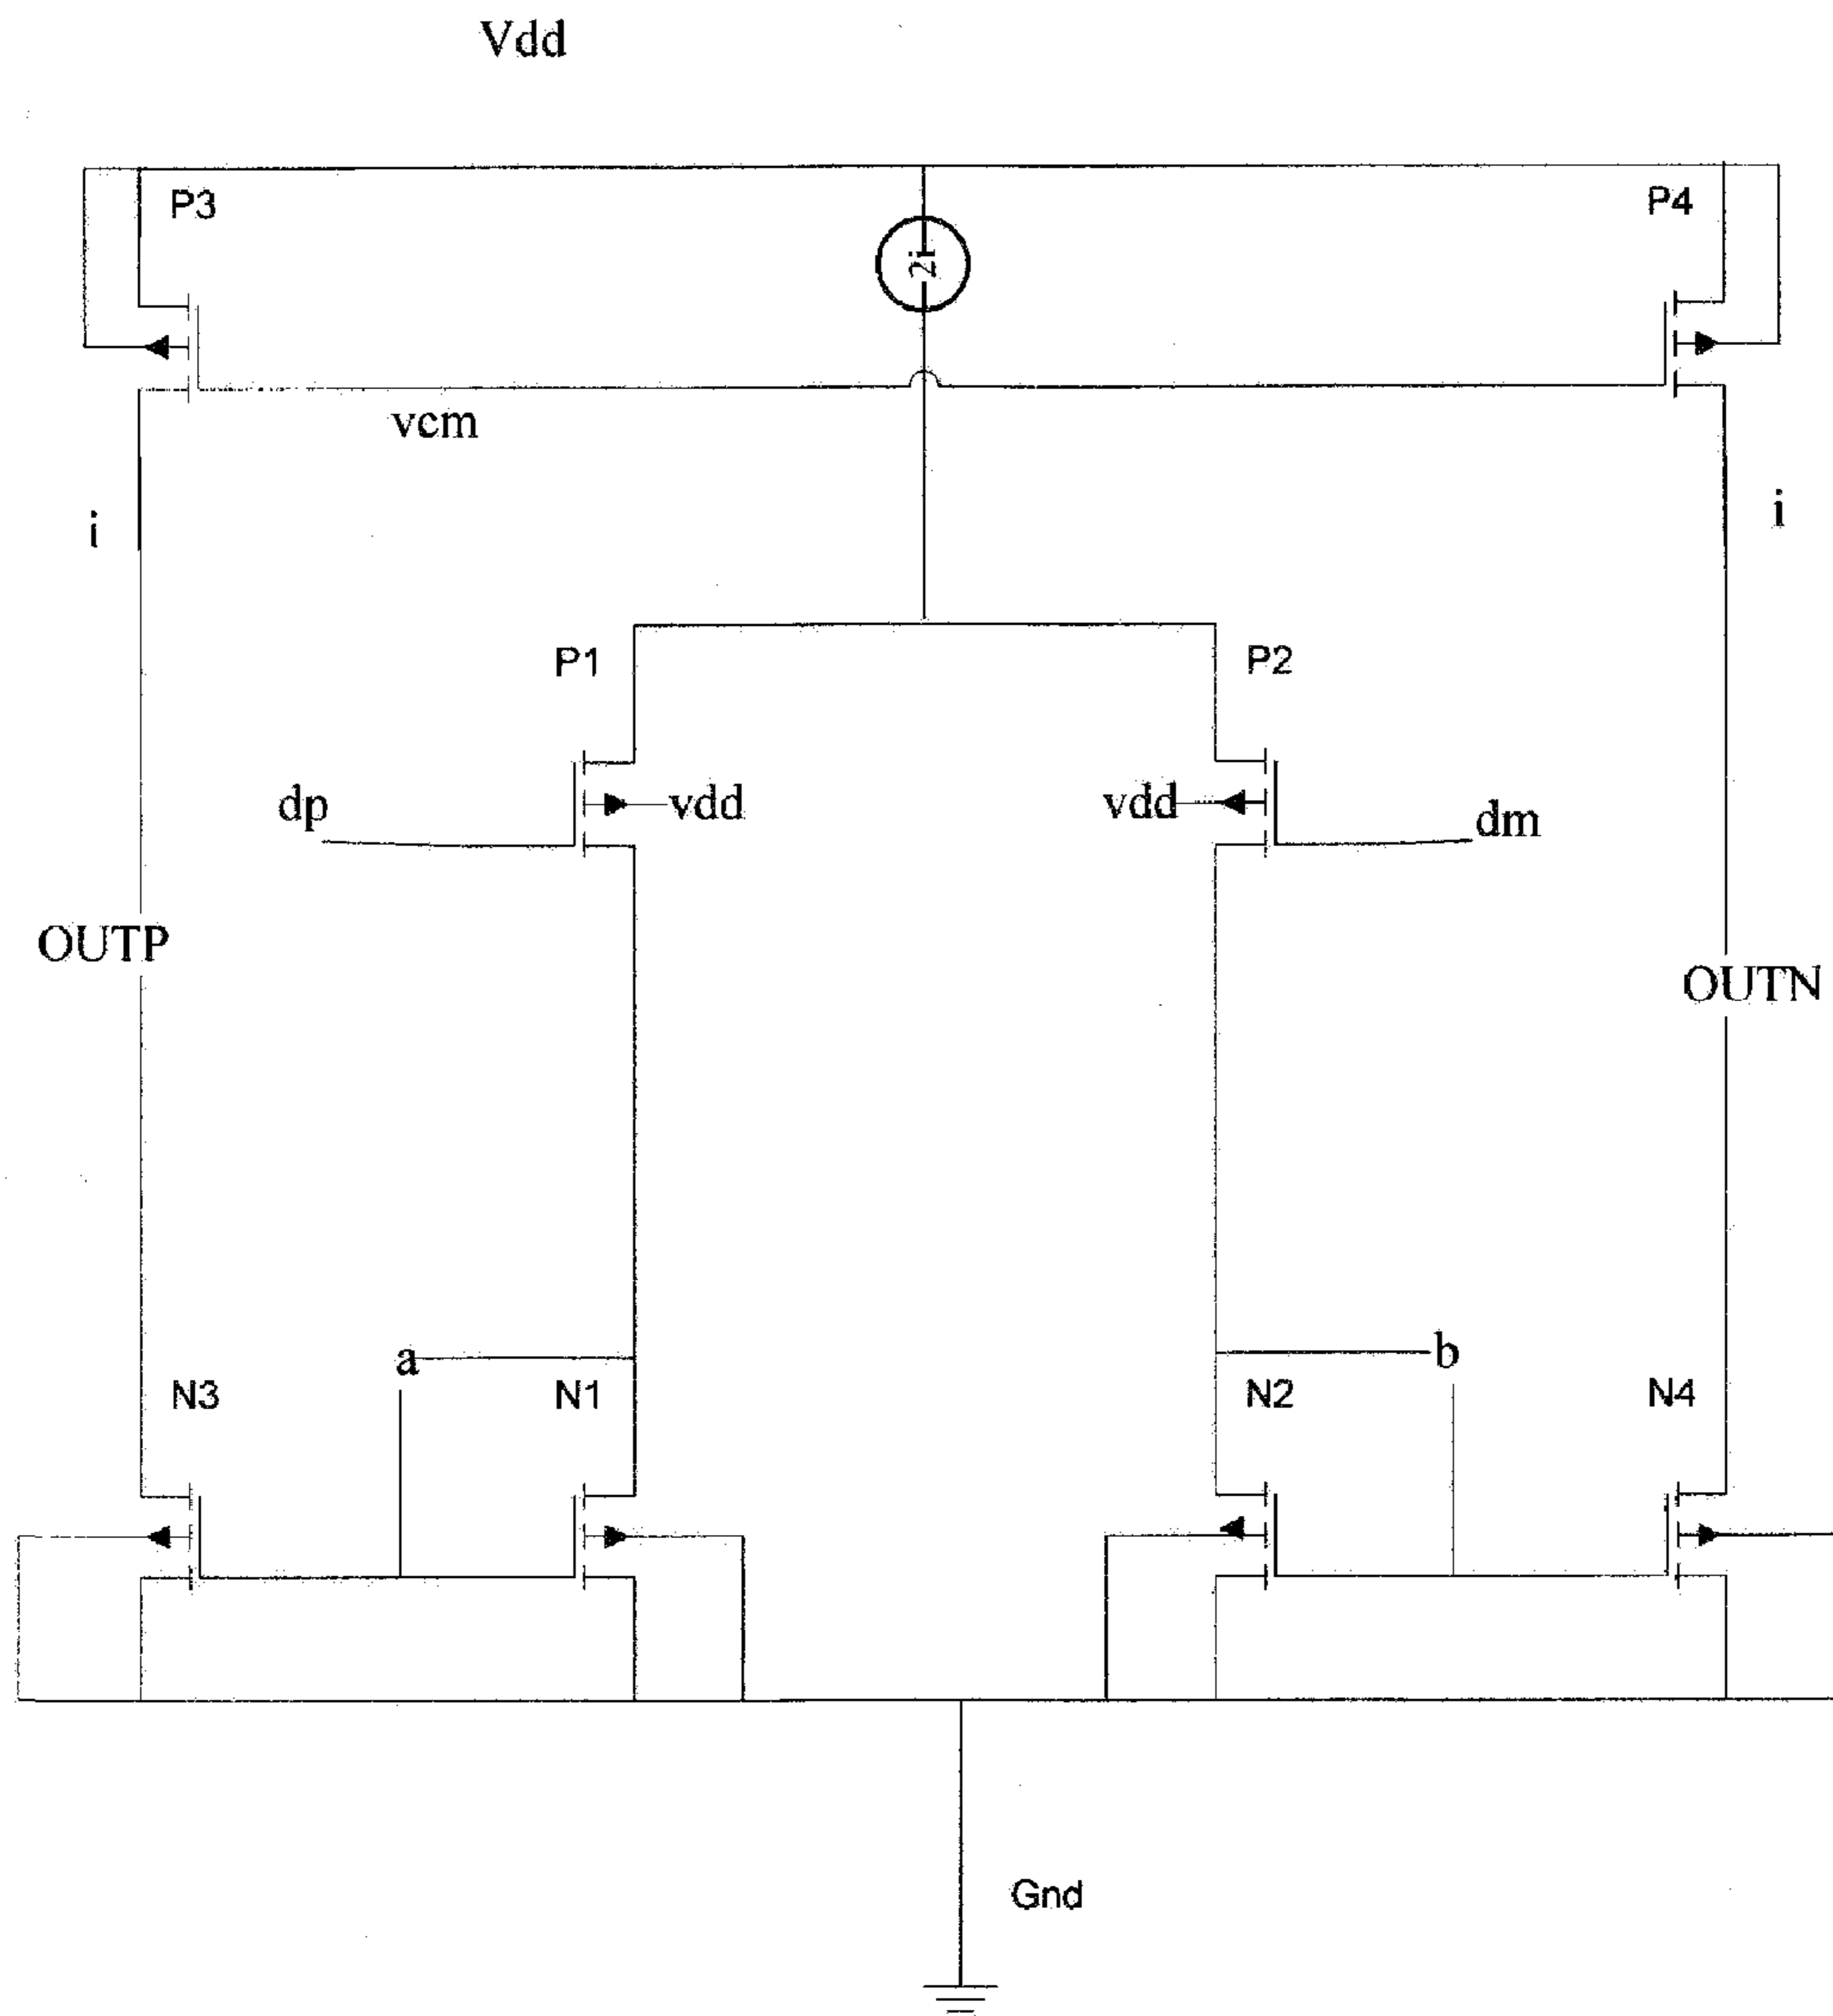 Vdd
P3
P4
2i
vcm
i
i
P1
P2
dp
vdd
vdd
dm
OUTP
OUTN
a
b
N3
N1
N2
N4
Gnd